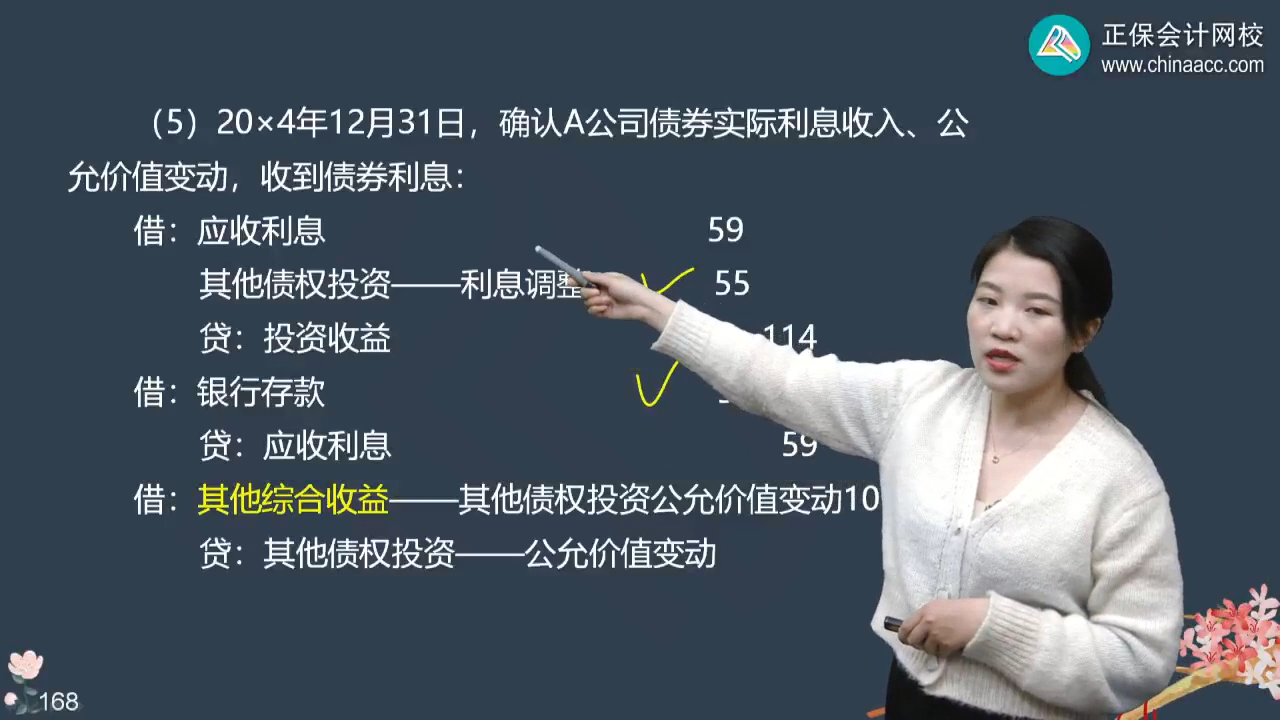 正保会计网校
www.chinaacc.com
（5）20×4年12月31日，确认A公司债券实际利息收入、公
允价值变动，收到债券利息：
借：应收利息 59
其他债权投资——利息调整 55
贷：投资收益 114
借：银行存款
贷：应收利息 59
借：其他综合收益——其他债权投资公允价值变动10
贷：其他债权投资——公允价值变动
168